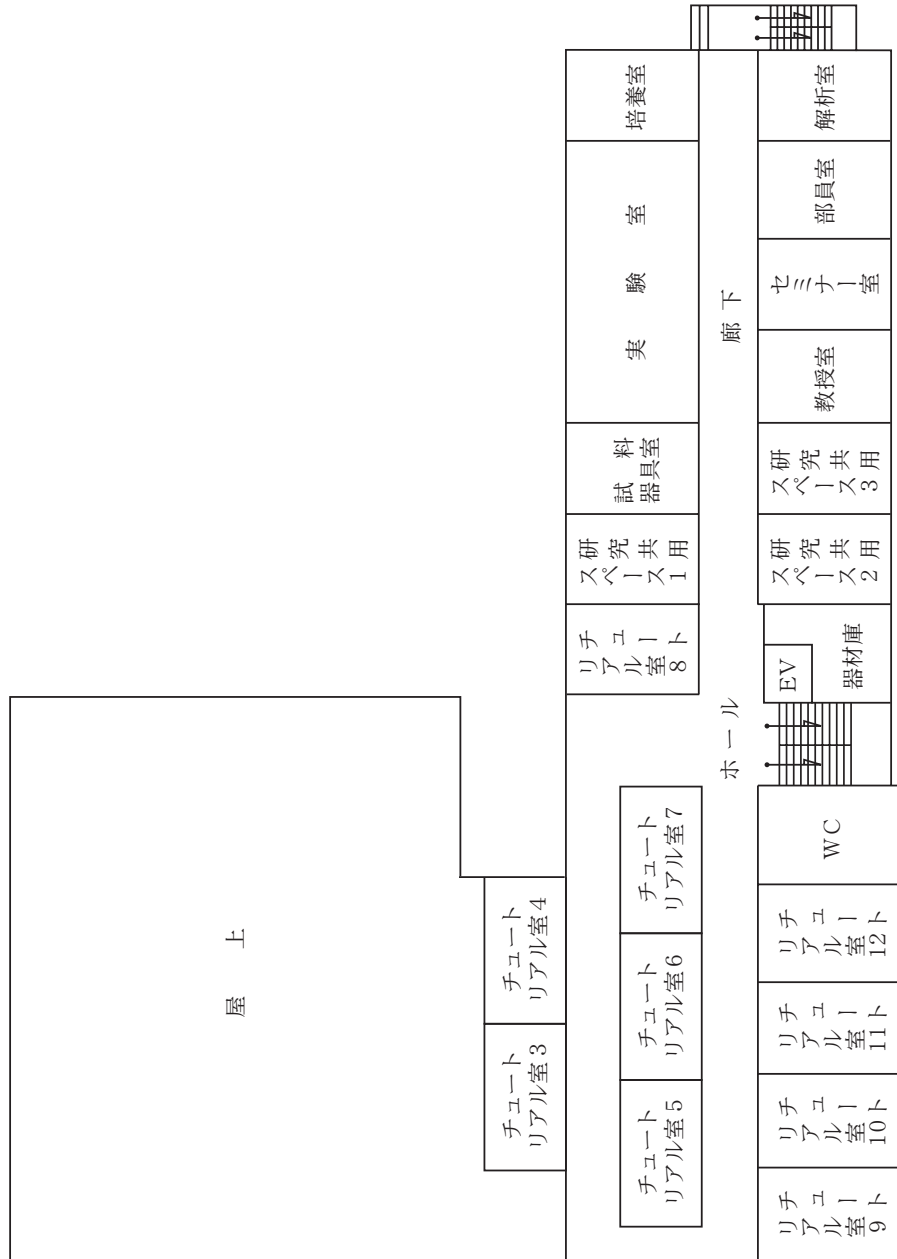 屋上
チュート
リアル室3
チュート
リアル室4
チュート
リアル室8
研究共用
スペース1
試料
器具室
実験室
培養室
チュート
リアル室5
チュート
リアル室6
チュート
リアル室7
ホール
廊下
チュート
リアル室9
チュート
リアル室10
チュート
リアル室11
チュート
リアル室12
WC
EV
器材庫
研究共用
スペース2
研究共用
スペース3
教授室
セミナー室
部員室
解析室